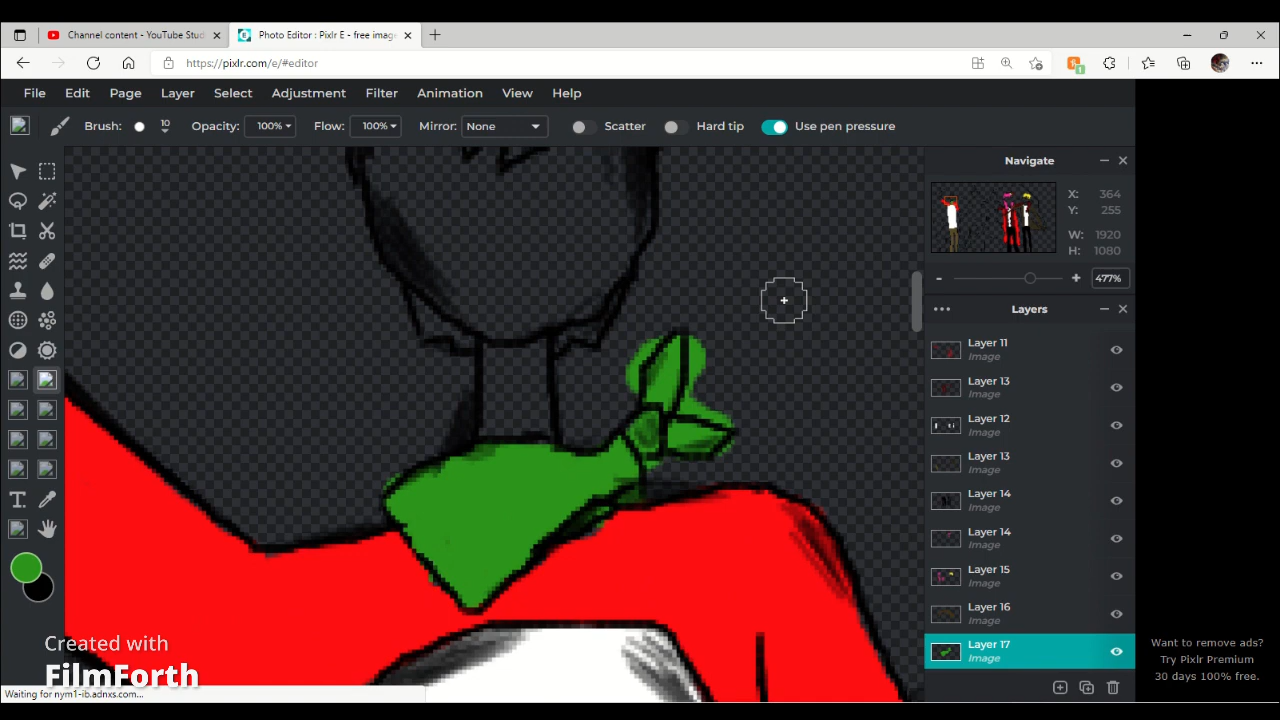 Channel content - YouTube Studi
Photo Editor : Pixlr E - free imag
https://pixlr.com/e/#editor
File Edit Page Layer Select Adjustment Filter Animation View Help
Brush: 10 Opacity: 100% Flow: 100% Mirror: None Scatter Hard tip Use pen pressure
Navigate
X: 364
Y: 255
W: 1920
H: 1080
477%
Layers
Layer 11
Image
Layer 13
Image
Layer 12
Image
Layer 13
Image
Layer 14
Image
Layer 14
Image
Layer 15
Image
Layer 16
Image
Layer 17
Image
Want to remove ads?
Try Pixlr Premium
30 days 100% free.
Created with
FilmForth
Waiting for nym1-ib.adnxs.com...